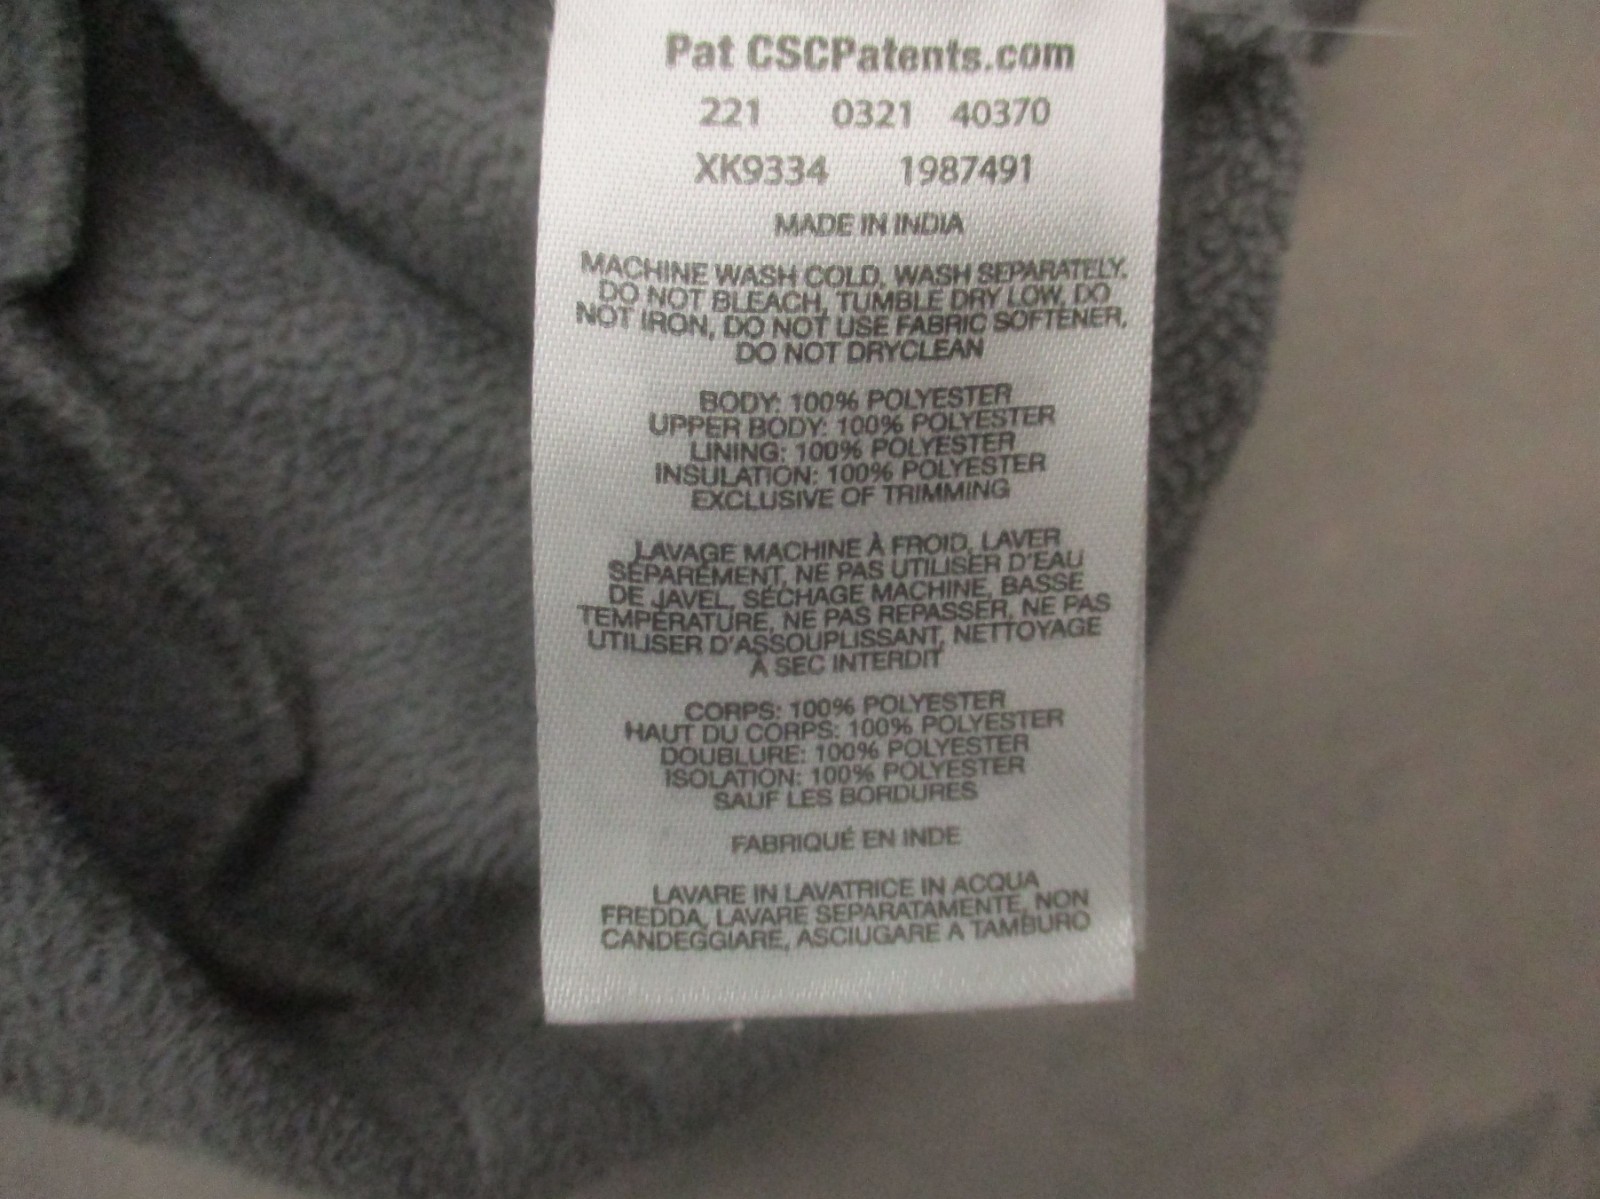 Pat CSCPatents.com
221 0321 40370
XK9334 1987491
MADE IN INDIA
MACHINE WASH COLD, WASH SEPARATELY,
DO NOT BLEACH, TUMBLE DRY LOW, DO
NOT IRON, DO NOT USE FABRIC SOFTENER,
DO NOT DRYCLEAN
BODY: 100% POLYESTER
UPPER BODY: 100% POLYESTER
LINING: 100% POLYESTER
INSULATION: 100% POLYESTER
EXCLUSIVE OF TRIMMING
LAVAGE MACHINE À FROID, LAVER
SÉPARÉMENT, NE PAS UTILISER D'EAU
DE JAVEL, SÉCHAGE MACHINE, BASSE
TEMPÉRATURE, NE PAS REPASSER, NE PAS
UTILISER D'ASSOUPLISSANT, NETTOYAGE
À SEC INTERDIT
CORPS: 100% POLYESTER
HAUT DU CORPS: 100% POLYESTER
DOUBLURE: 100% POLYESTER
ISOLATION: 100% POLYESTER
SAUF LES BORDURES
FABRIQUÉ EN INDE
LAVARE IN LAVATRICE IN ACQUA
FREDDA, LAVARE SEPARATAMENTE, NON
CANDEGGIARE, ASCIUGARE A TAMBURO